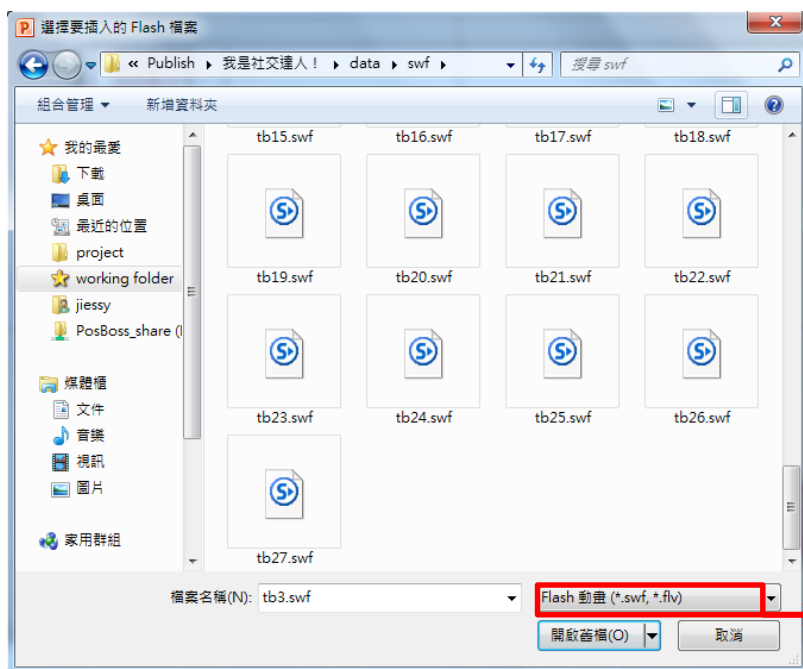 選擇要插入的 Flash 檔案
« Publish ▸ 我是社交達人！ ▸ data ▸ swf ▸
搜尋 swf
組合管理 ▼ 新增資料夾
我的最愛
下載
桌面
最近的位置
project
working folder
jiessy
PosBoss_share (
媒體櫃
文件
音樂
視訊
圖片
家用群組
tb15.swf tb16.swf tb17.swf tb18.swf
tb19.swf tb20.swf tb21.swf tb22.swf
tb23.swf tb24.swf tb25.swf tb26.swf
tb27.swf
檔案名稱(N): tb3.swf
Flash 動畫 (*.swf, *.flv)
開啟舊檔(O) 取消